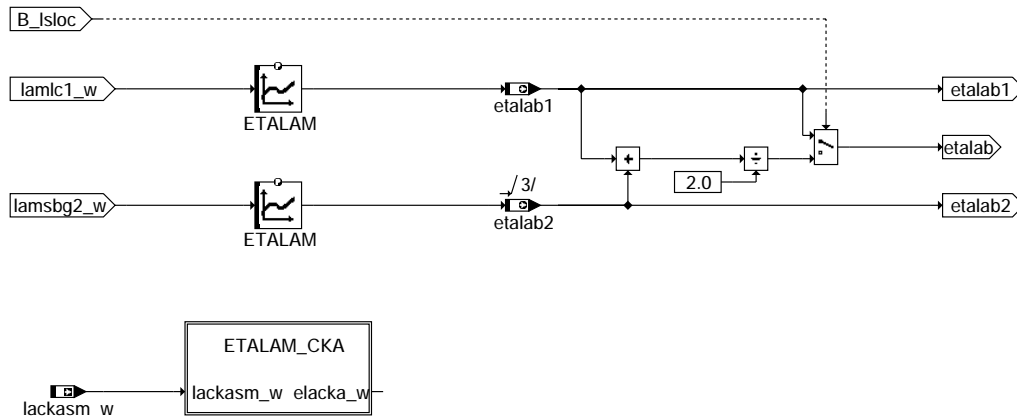 B_lsloc
lamlc1_w
ETALAM
etalab1
etalab1
etalab
+
÷
2.0
/ 3/
lamsbg2_w
ETALAM
etalab2
etalab2
ETALAM_CKA
lackasm_w elacka_w
lackasm_w